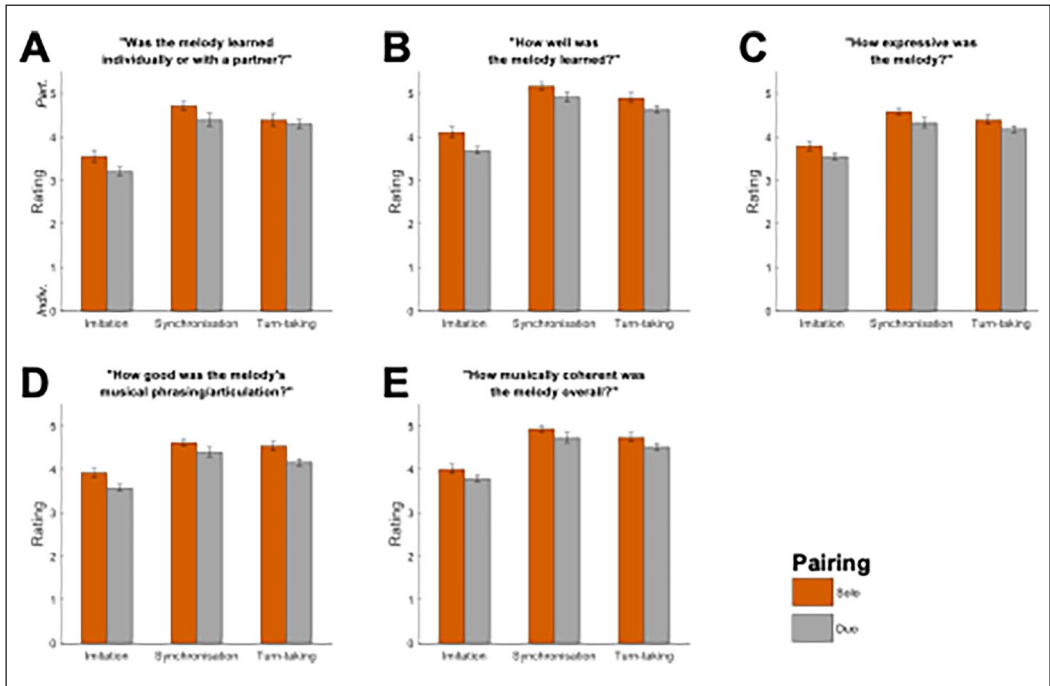 A
"Was the melody learned
individually or with a partner?"
Part.
5
4
3
2
1
0
Indiv.
Rating
Imitation Synchronisation Turn-taking
B
"How well was
the melody learned?"
5
4
3
2
1
0
Rating
Imitation Synchronisation Turn-taking
C
"How expressive was
the melody?"
5
4
3
2
1
0
Rating
Imitation Synchronisation Turn-taking
D
"How good was the melody's
musical phrasing/articulation?"
5
4
3
2
1
0
Rating
Imitation Synchronisation Turn-taking
E
"How musically coherent was
the melody overall?"
5
4
3
2
1
0
Rating
Imitation Synchronisation Turn-taking
Pairing
Solo
Duo